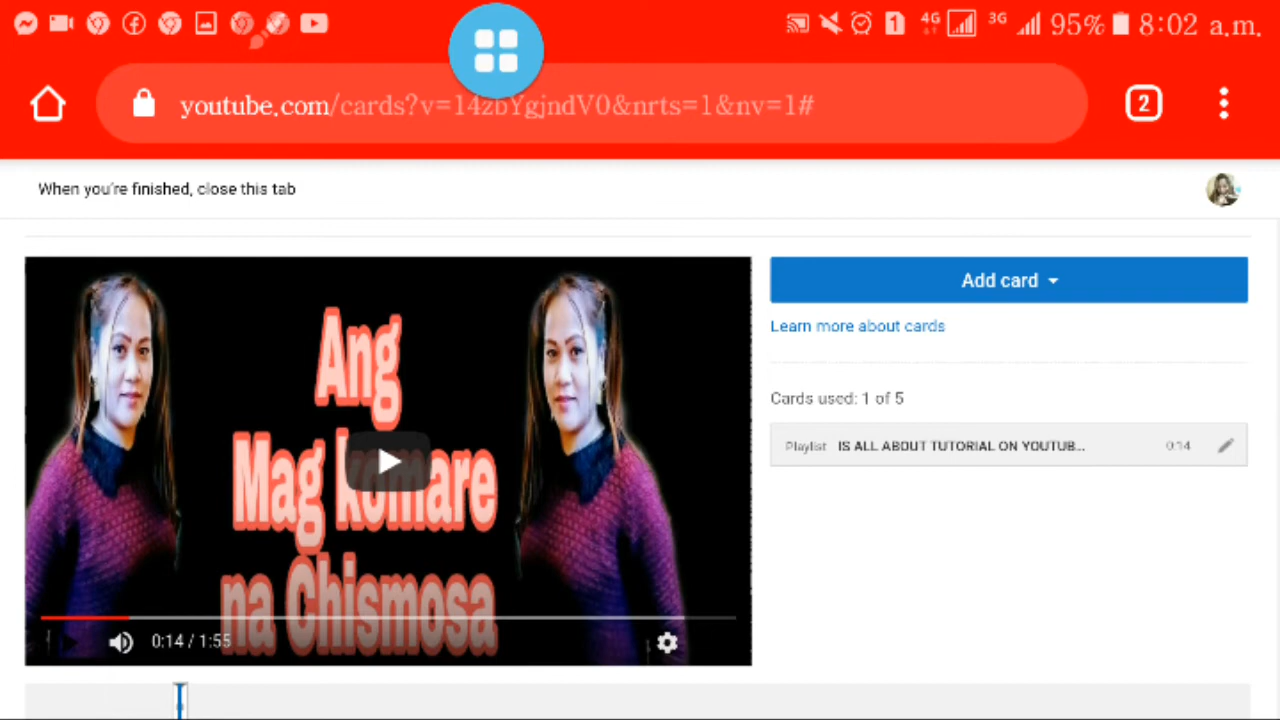 1 4G 3G 95% 8:02 a.m.
youtube.com/cards?v=14zbYgjndV0&nrts=1&nv=1#
2
When you're finished, close this tab
Ang
Mag komare
na Chismosa
0:14 / 1:55
Add card
Learn more about cards
Cards used: 1 of 5
Playlist IS ALL ABOUT TUTORIAL ON YOUTUB... 0:14